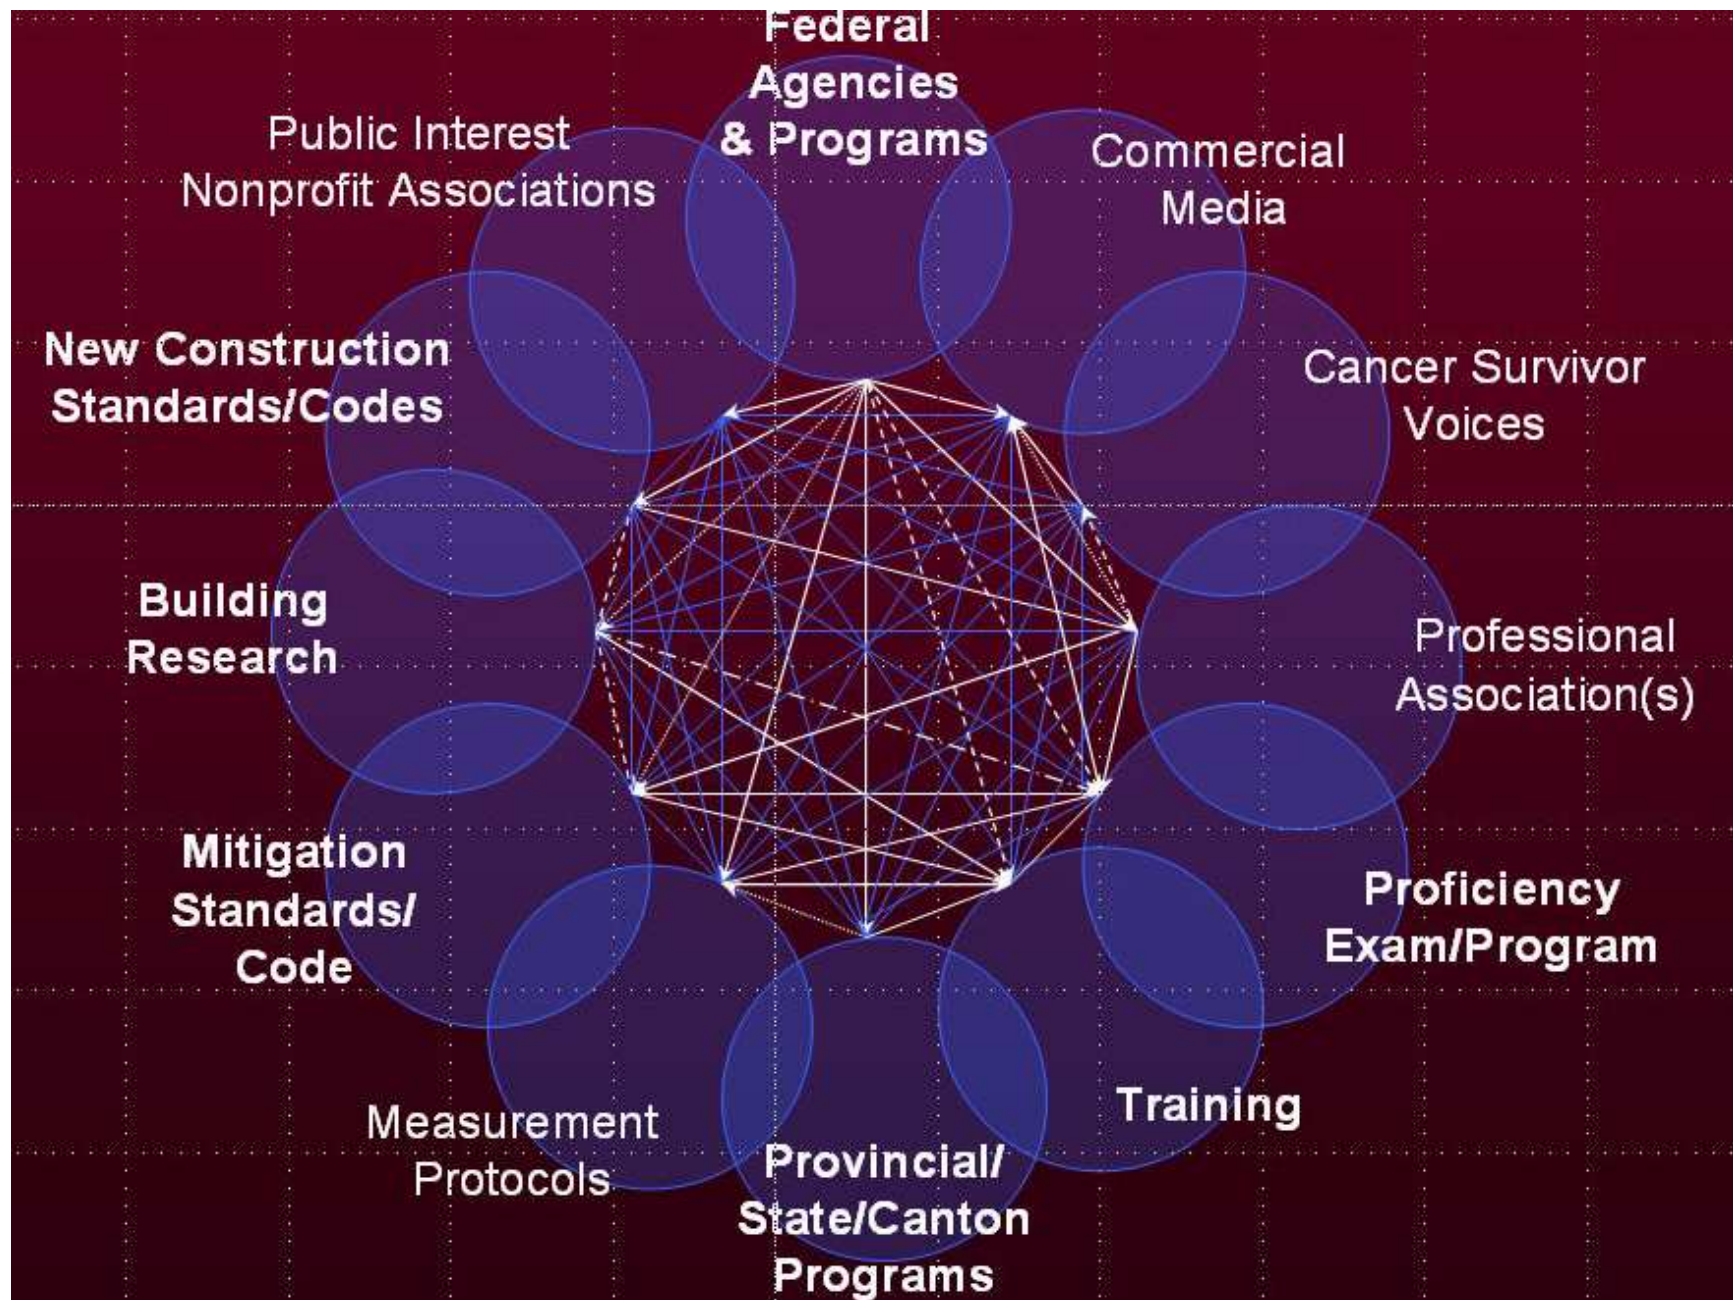 Federal
Agencies
& Programs
Public Interest
Nonprofit Associations
Commercial
Media
New Construction
Standards/Codes
Cancer Survivor
Voices
Building
Research
Professional
Association(s)
Mitigation
Standards/
Code
Proficiency
Exam/Program
Measurement
Protocols
Training
Provincial/
State/Canton
Programs